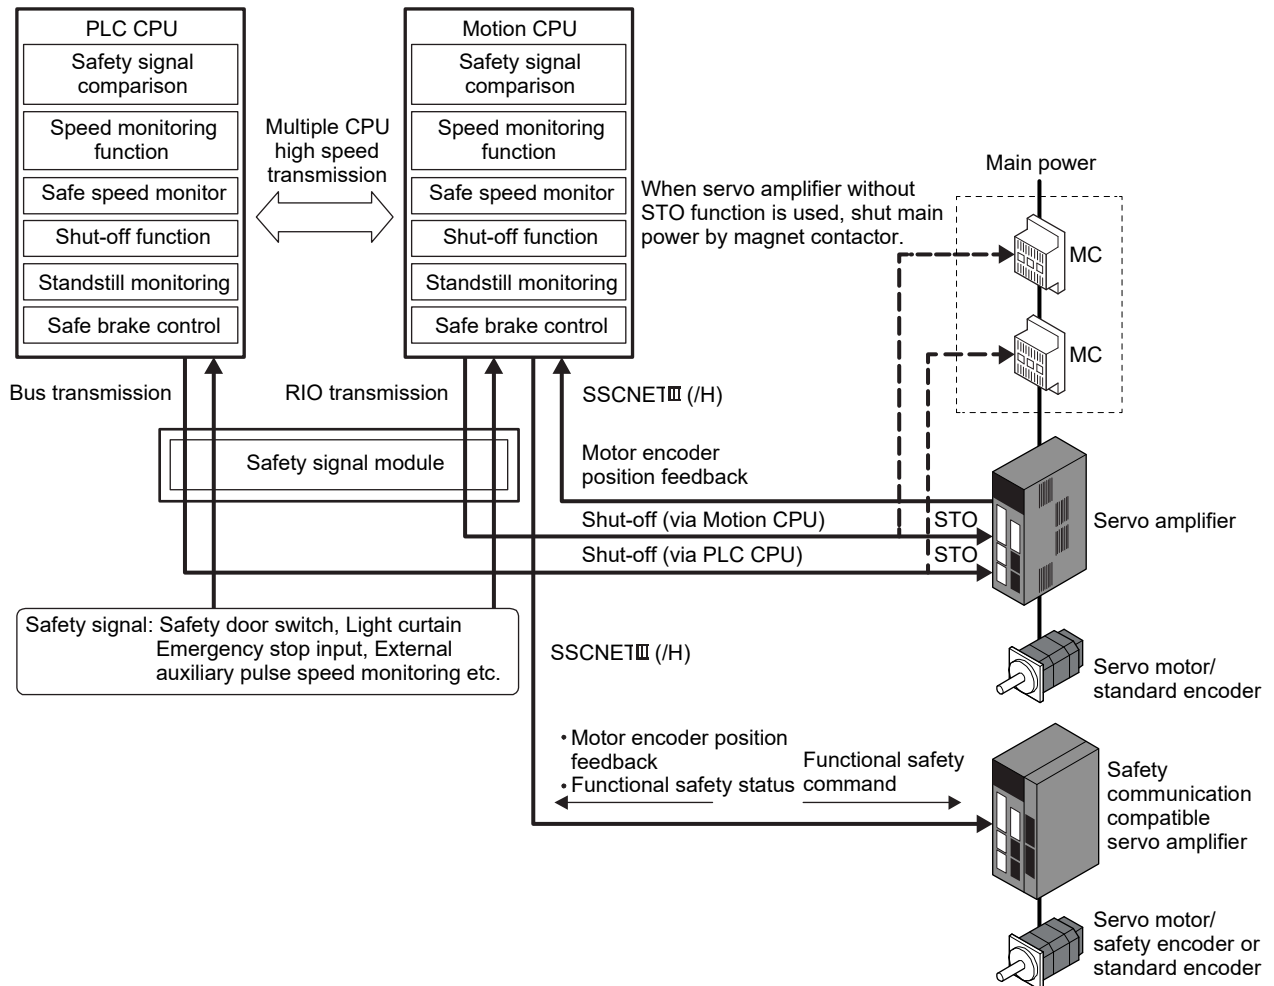 PLC CPU
Safety signal
comparison
Speed monitoring
function
Safe speed monitor
Shut-off function
Standstill monitoring
Safe brake control
Multiple CPU
high speed
transmission
Motion CPU
Safety signal
comparison
Speed monitoring
function
Safe speed monitor
Shut-off function
Standstill monitoring
Safe brake control
When servo amplifier without
STO function is used, shut main
power by magnet contactor.
Main power
MC
MC
Bus transmission
RIO transmission
SSCNETⅢ (/H)
Safety signal module
Motor encoder
position feedback
Shut-off (via Motion CPU)
STO
Shut-off (via PLC CPU)
STO
Servo amplifier
Safety signal: Safety door switch, Light curtain
Emergency stop input, External
auxiliary pulse speed monitoring etc.
SSCNETⅢ (/H)
Servo motor/
standard encoder
• Motor encoder position
feedback
• Functional safety status
Functional safety
command
Safety
communication
compatible
servo amplifier
Servo motor/
safety encoder or
standard encoder